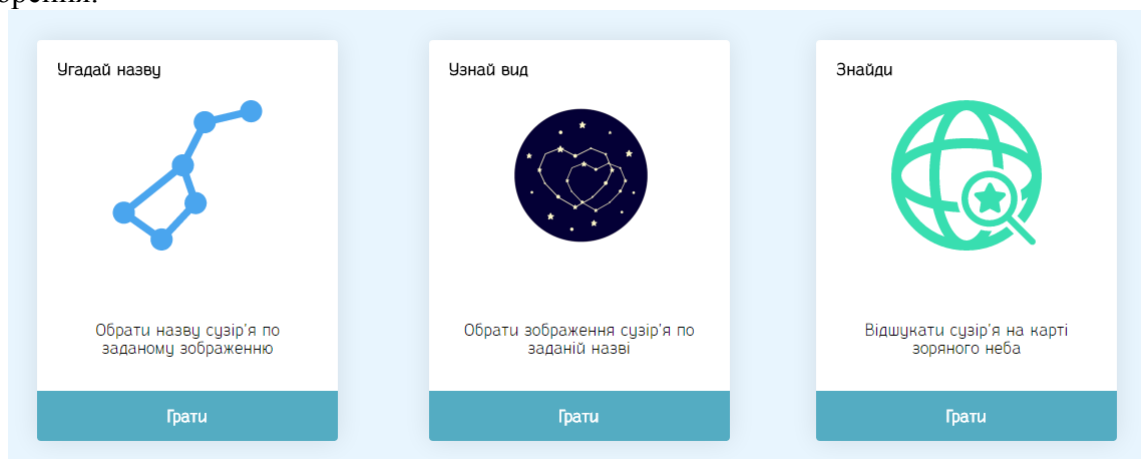 Угадай назву
Узнай вид
Знайди
Обрати назву сузір'я по
заданому зображенню
Обрати зображення сузір'я по
заданій назві
Відшукати сузір'я на карті
зоряного неба
Грати
Грати
Грати